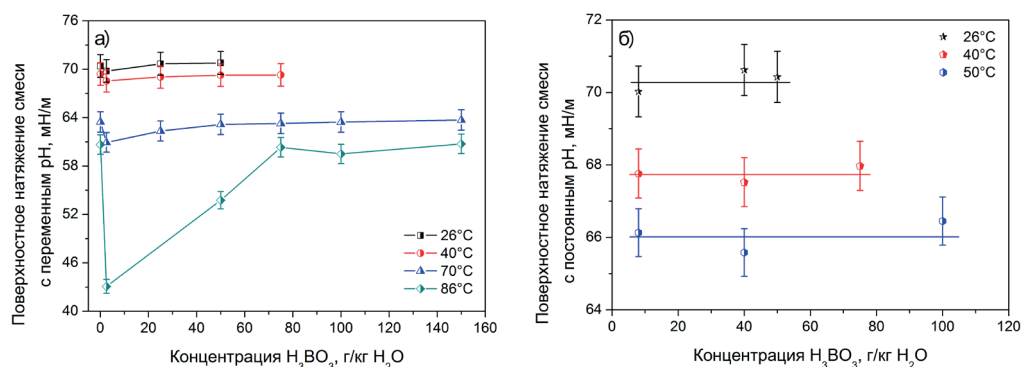 Поверхностное натяжение смеси
с переменным pH, мН/м
76
70
64
58
52
46
40
а)
26°C
40°C
70°C
86°C
0
20
40
60
80
100
120
140
160
Концентрация H₃BO₃, г/кг H₂O
Поверхностное натяжение смеси
с постоянным pH, мН/м
72
70
68
66
64
б)
26°C
40°C
50°C
0
20
40
60
80
100
120
Концентрация H₃BO₃, г/кг H₂O